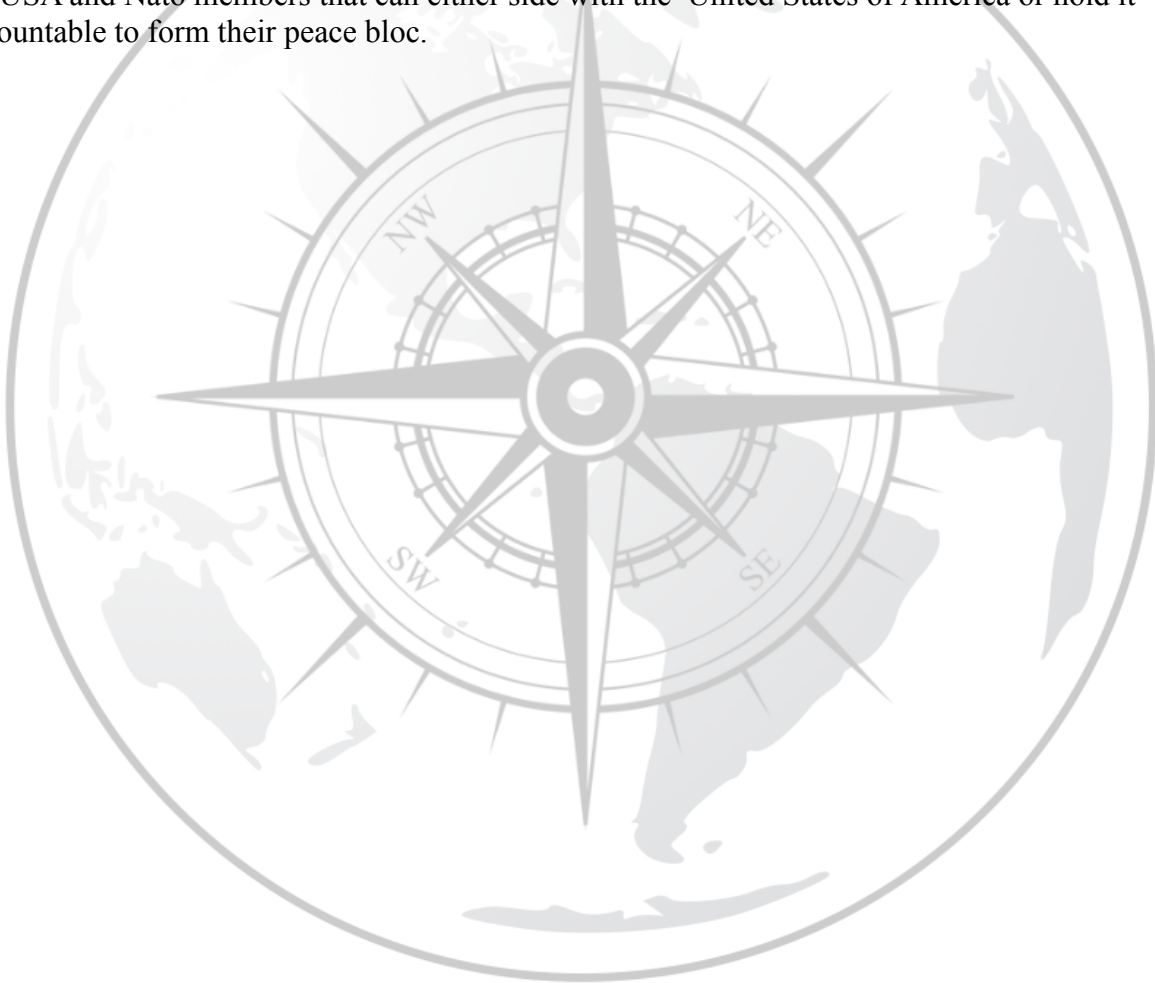 USA and Nato members that can either side with the United States of America or hold it
ountable to form their peace bloc.
NW
NE
SW
SE